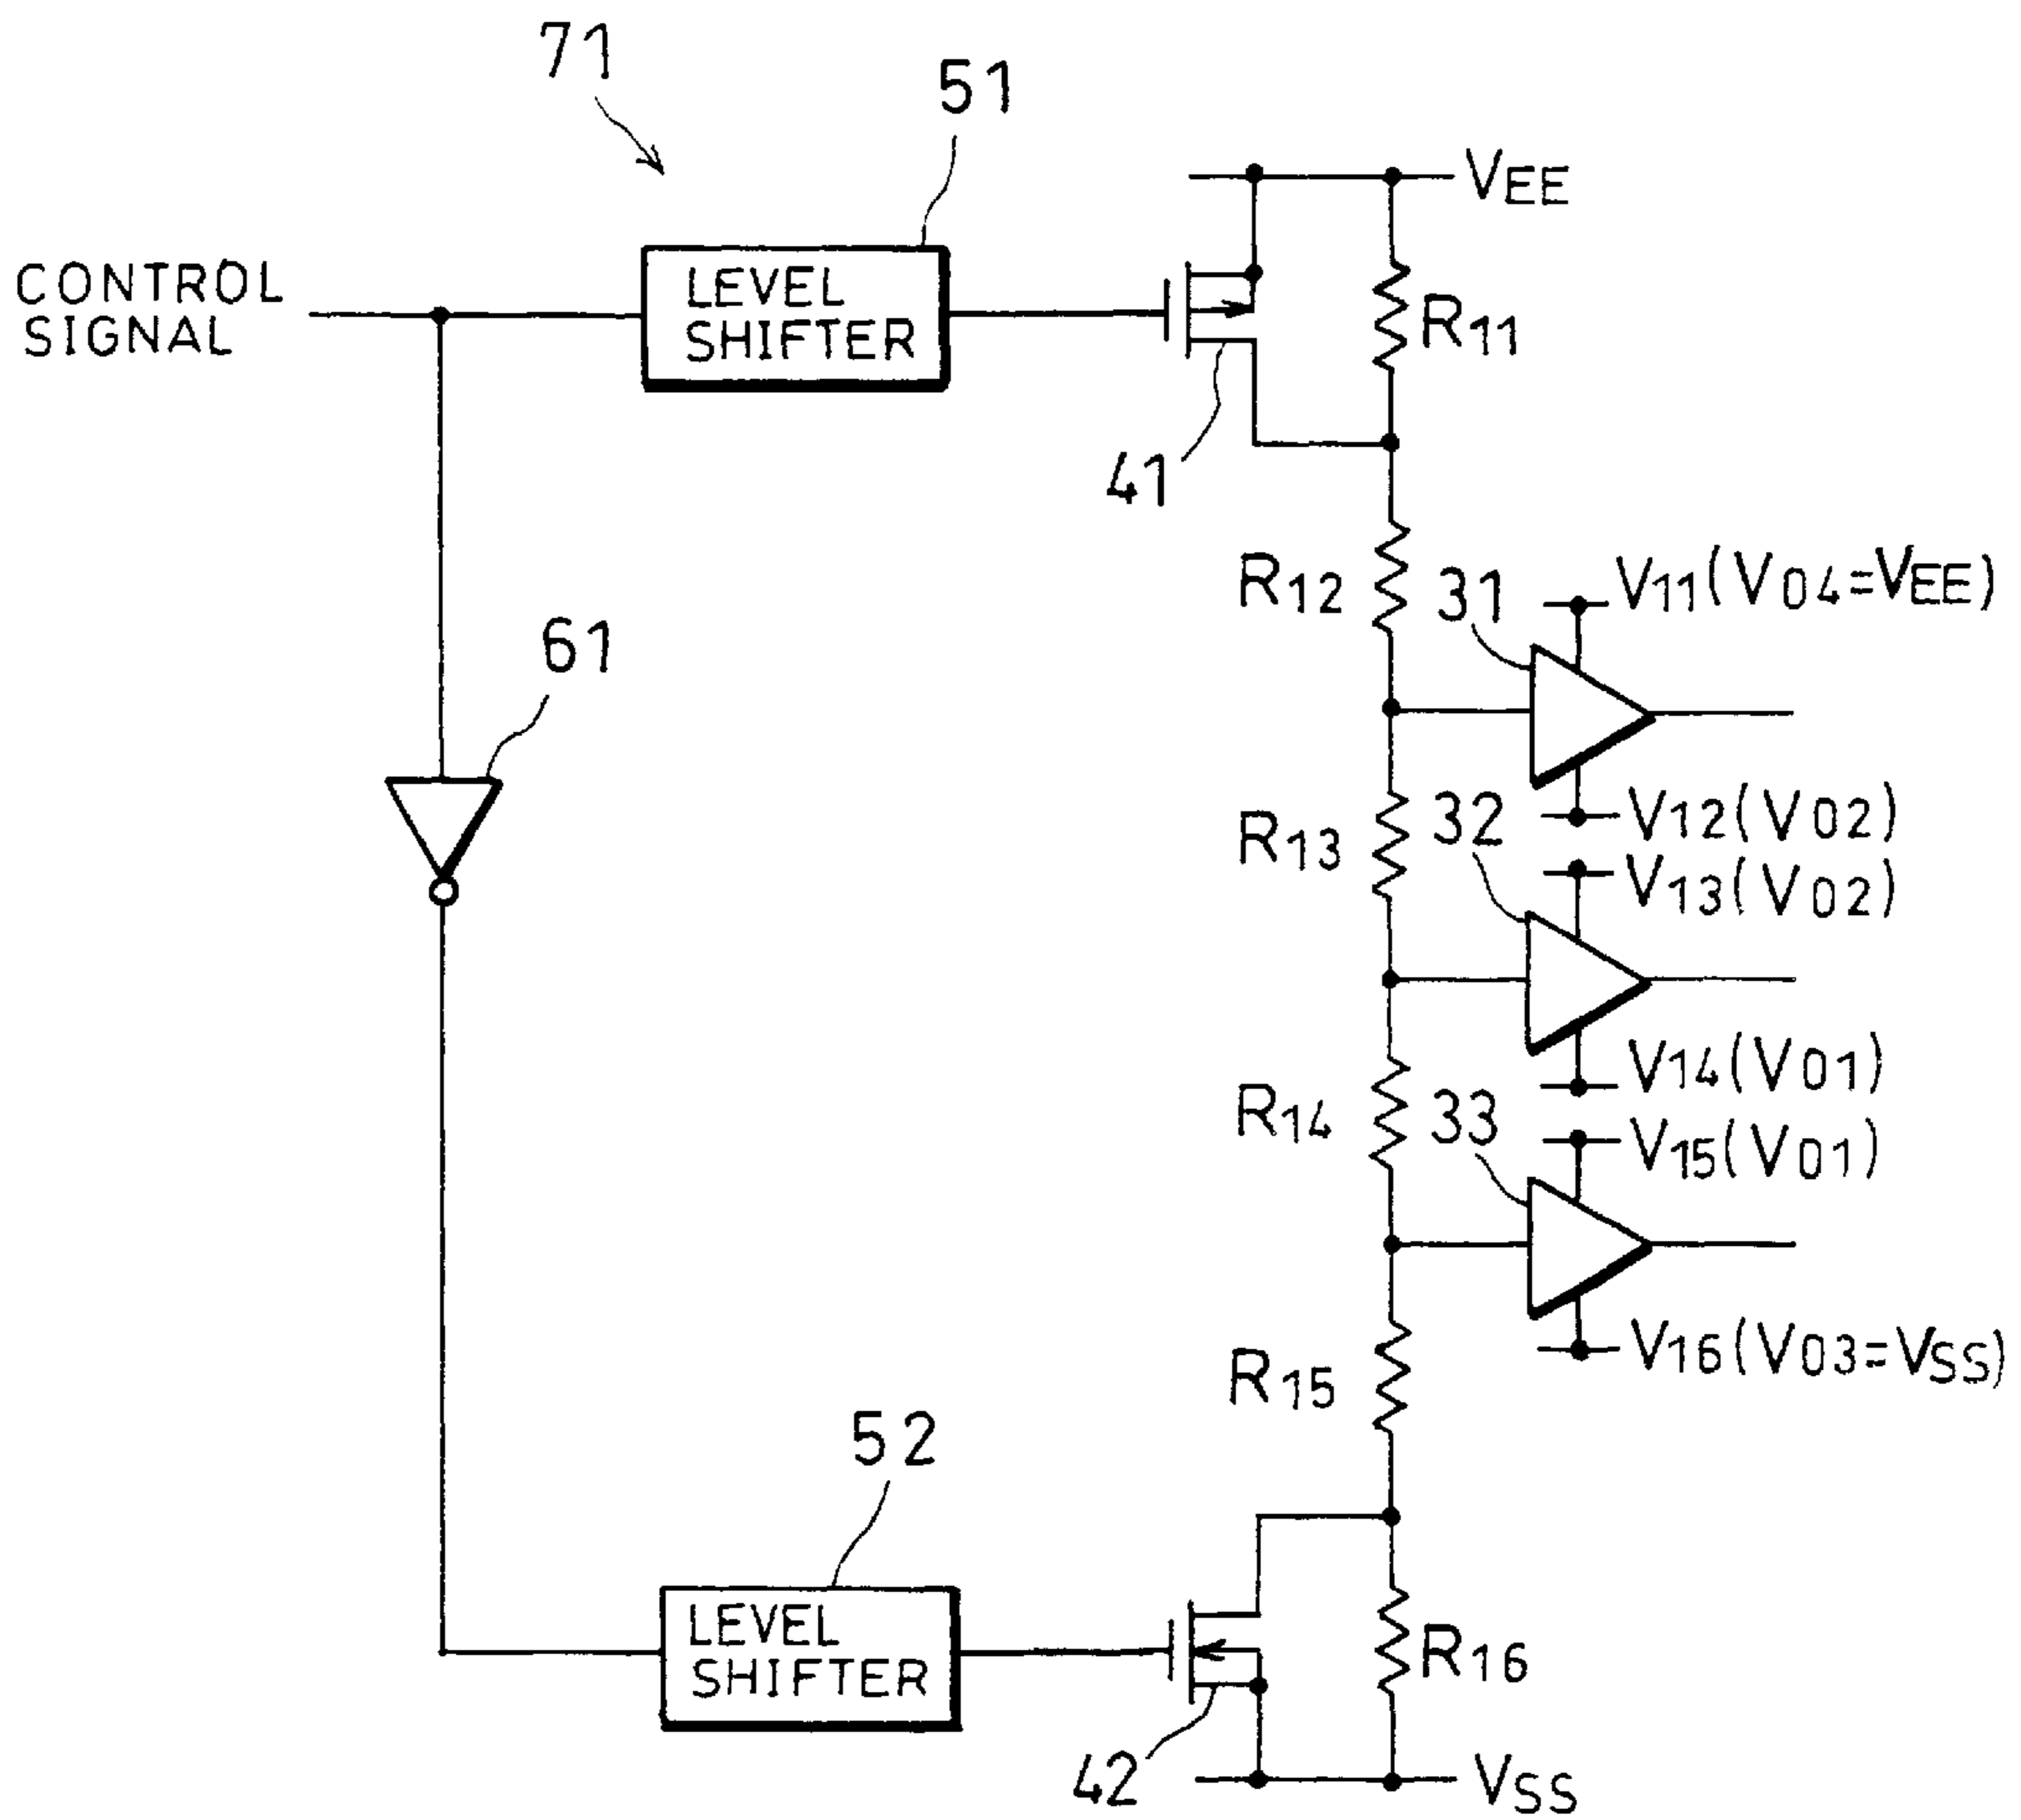 71
51
VEE
CONTROL
SIGNAL
LEVEL
SHIFTER
R11
41
R12
31
V11(V04=VEE)
61
V12(V02)
R13
32
V13(V02)
V14(V01)
R14
33
V15(V01)
V16(V03=VSS)
R15
52
LEVEL
SHIFTER
R16
42
VSS